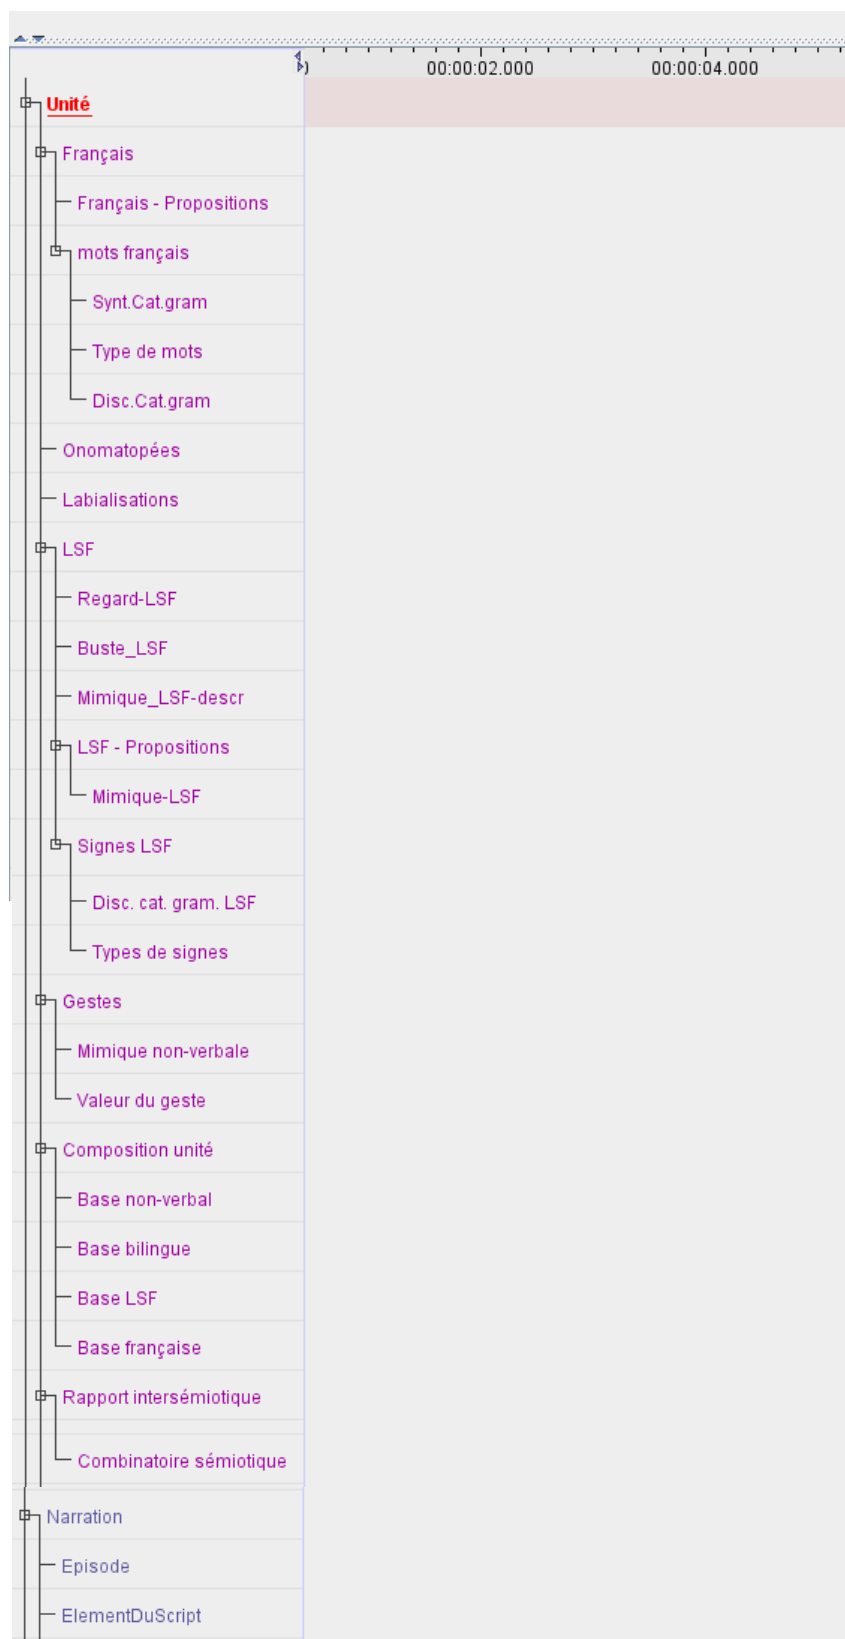 00:00:02.000 00:00:04.000
Unité
Français
Français - Propositions
mots français
Synt.Cat.gram
Type de mots
Disc.Cat.gram
Onomatopées
Labialisations
LSF
Regard-LSF
Buste_LSF
Mimique_LSF-descr
LSF - Propositions
Mimique-LSF
Signes LSF
Disc. cat. gram. LSF
Types de signes
Gestes
Mimique non-verbale
Valeur du geste
Composition unité
Base non-verbal
Base bilingue
Base LSF
Base française
Rapport intersémiotique
Combinatoire sémiotique
Narration
Episode
ElementDuScript